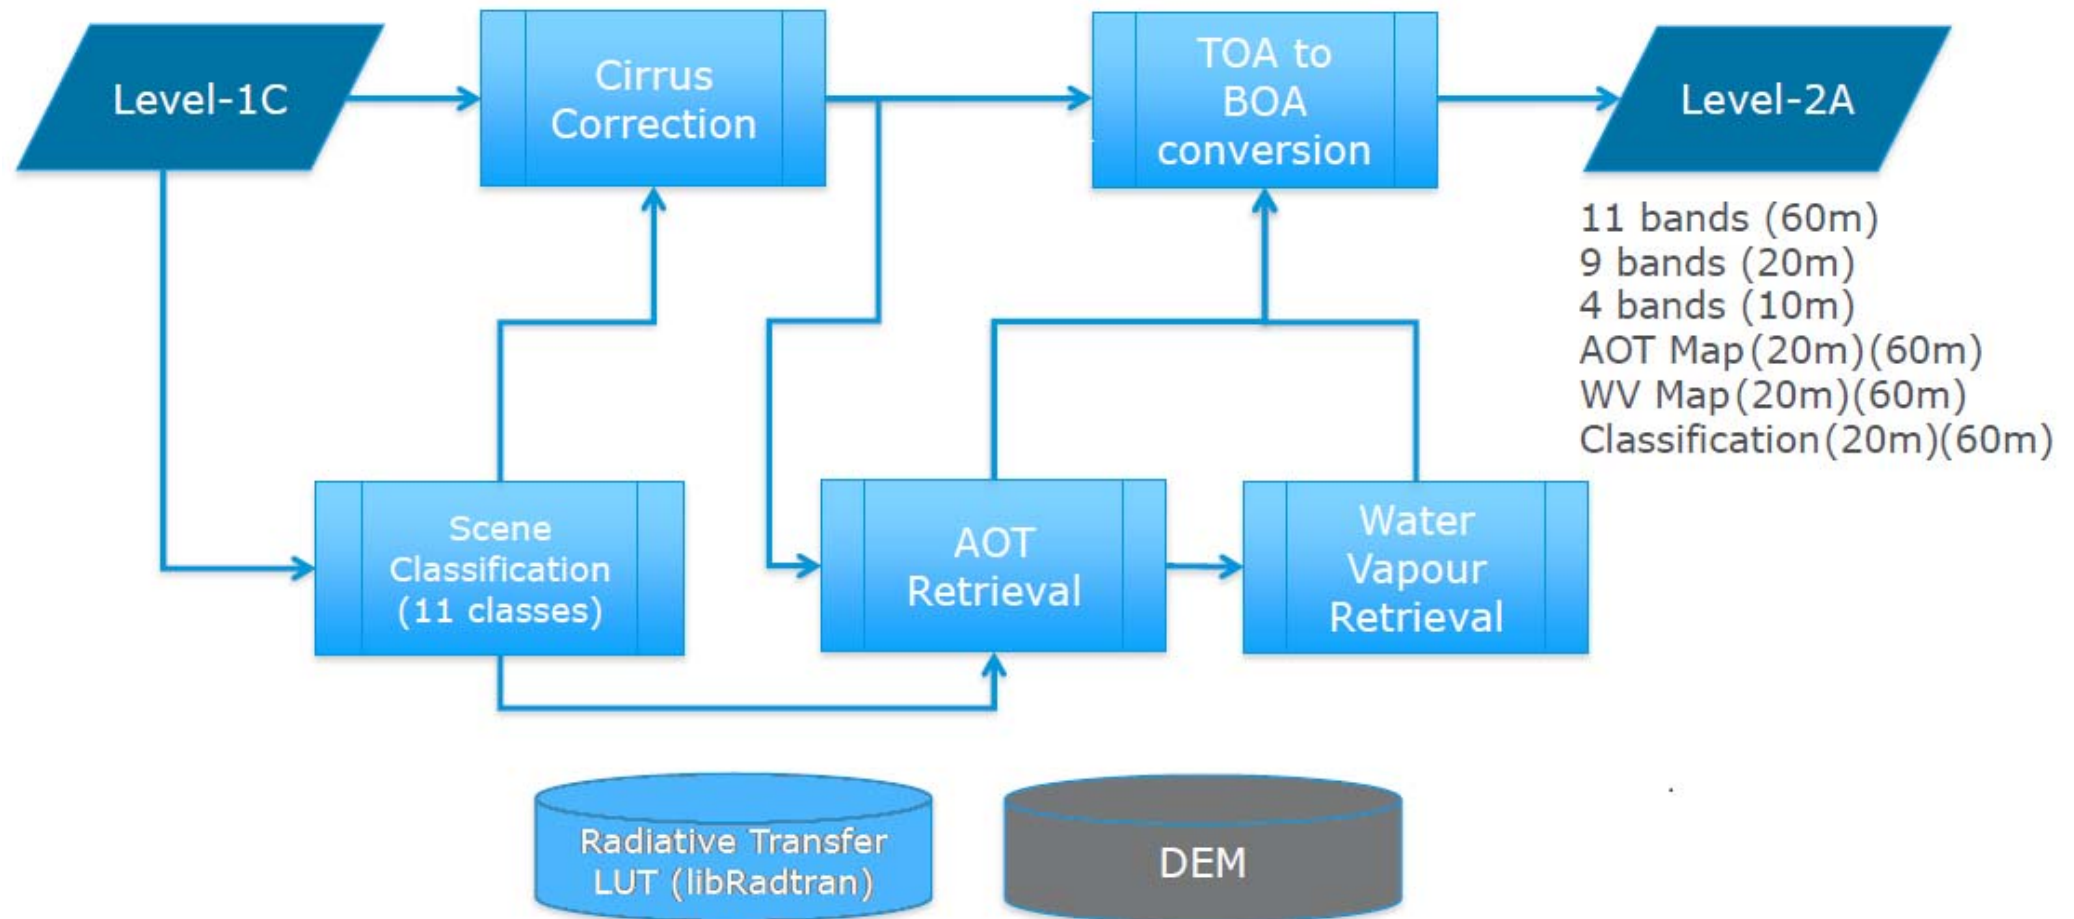 Level-1C
Cirrus
Correction
TOA to
BOA
conversion
Level-2A
11 bands (60m)
9 bands (20m)
4 bands (10m)
AOT Map(20m)(60m)
WV Map(20m)(60m)
Classification(20m)(60m)
Scene
Classification
(11 classes)
AOT
Retrieval
Water
Vapour
Retrieval
Radiative Transfer
LUT (libRadtran)
DEM